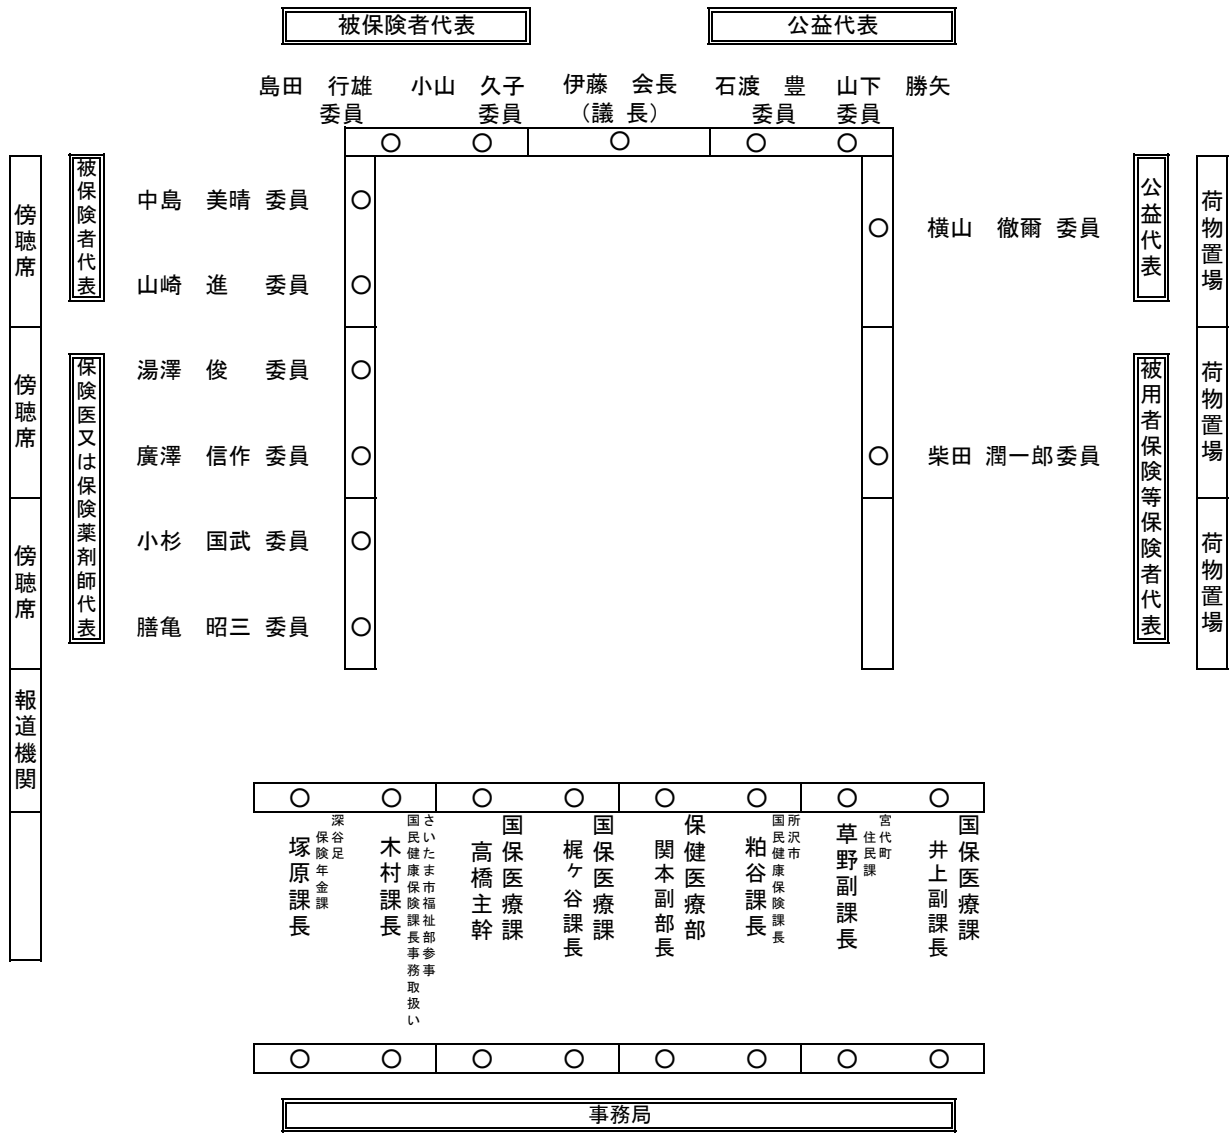 被保険者代表
公益代表
島田 行雄 委員
小山 久子 委員
伊藤 会長
(議 長)
石渡 豊 委員
山下 勝矢 委員
傍聴席
傍聴席
傍聴席
報道機関
被保険者代表
保険医又は保険薬剤師代表
中島 美晴 委員
山崎 進 委員
湯澤 俊 委員
廣澤 信作 委員
小杉 国武 委員
膳亀 昭三 委員
横山 徹爾 委員
柴田 潤一郎委員
公益代表
被用者保険等保険者代表
荷物置場
荷物置場
荷物置場
深谷足
保険年金課
塚原課長
さいたま市福祉部参事
国民健康保険課長事務取扱い
木村課長
国保医療課
高橋主幹
国保医療課
梶ヶ谷課長
保健医療部
関本副部長
所沢市
国民健康保険課長
粕谷課長
宮代町
住民課
草野副課長
国保医療課
井上副課長
事務局